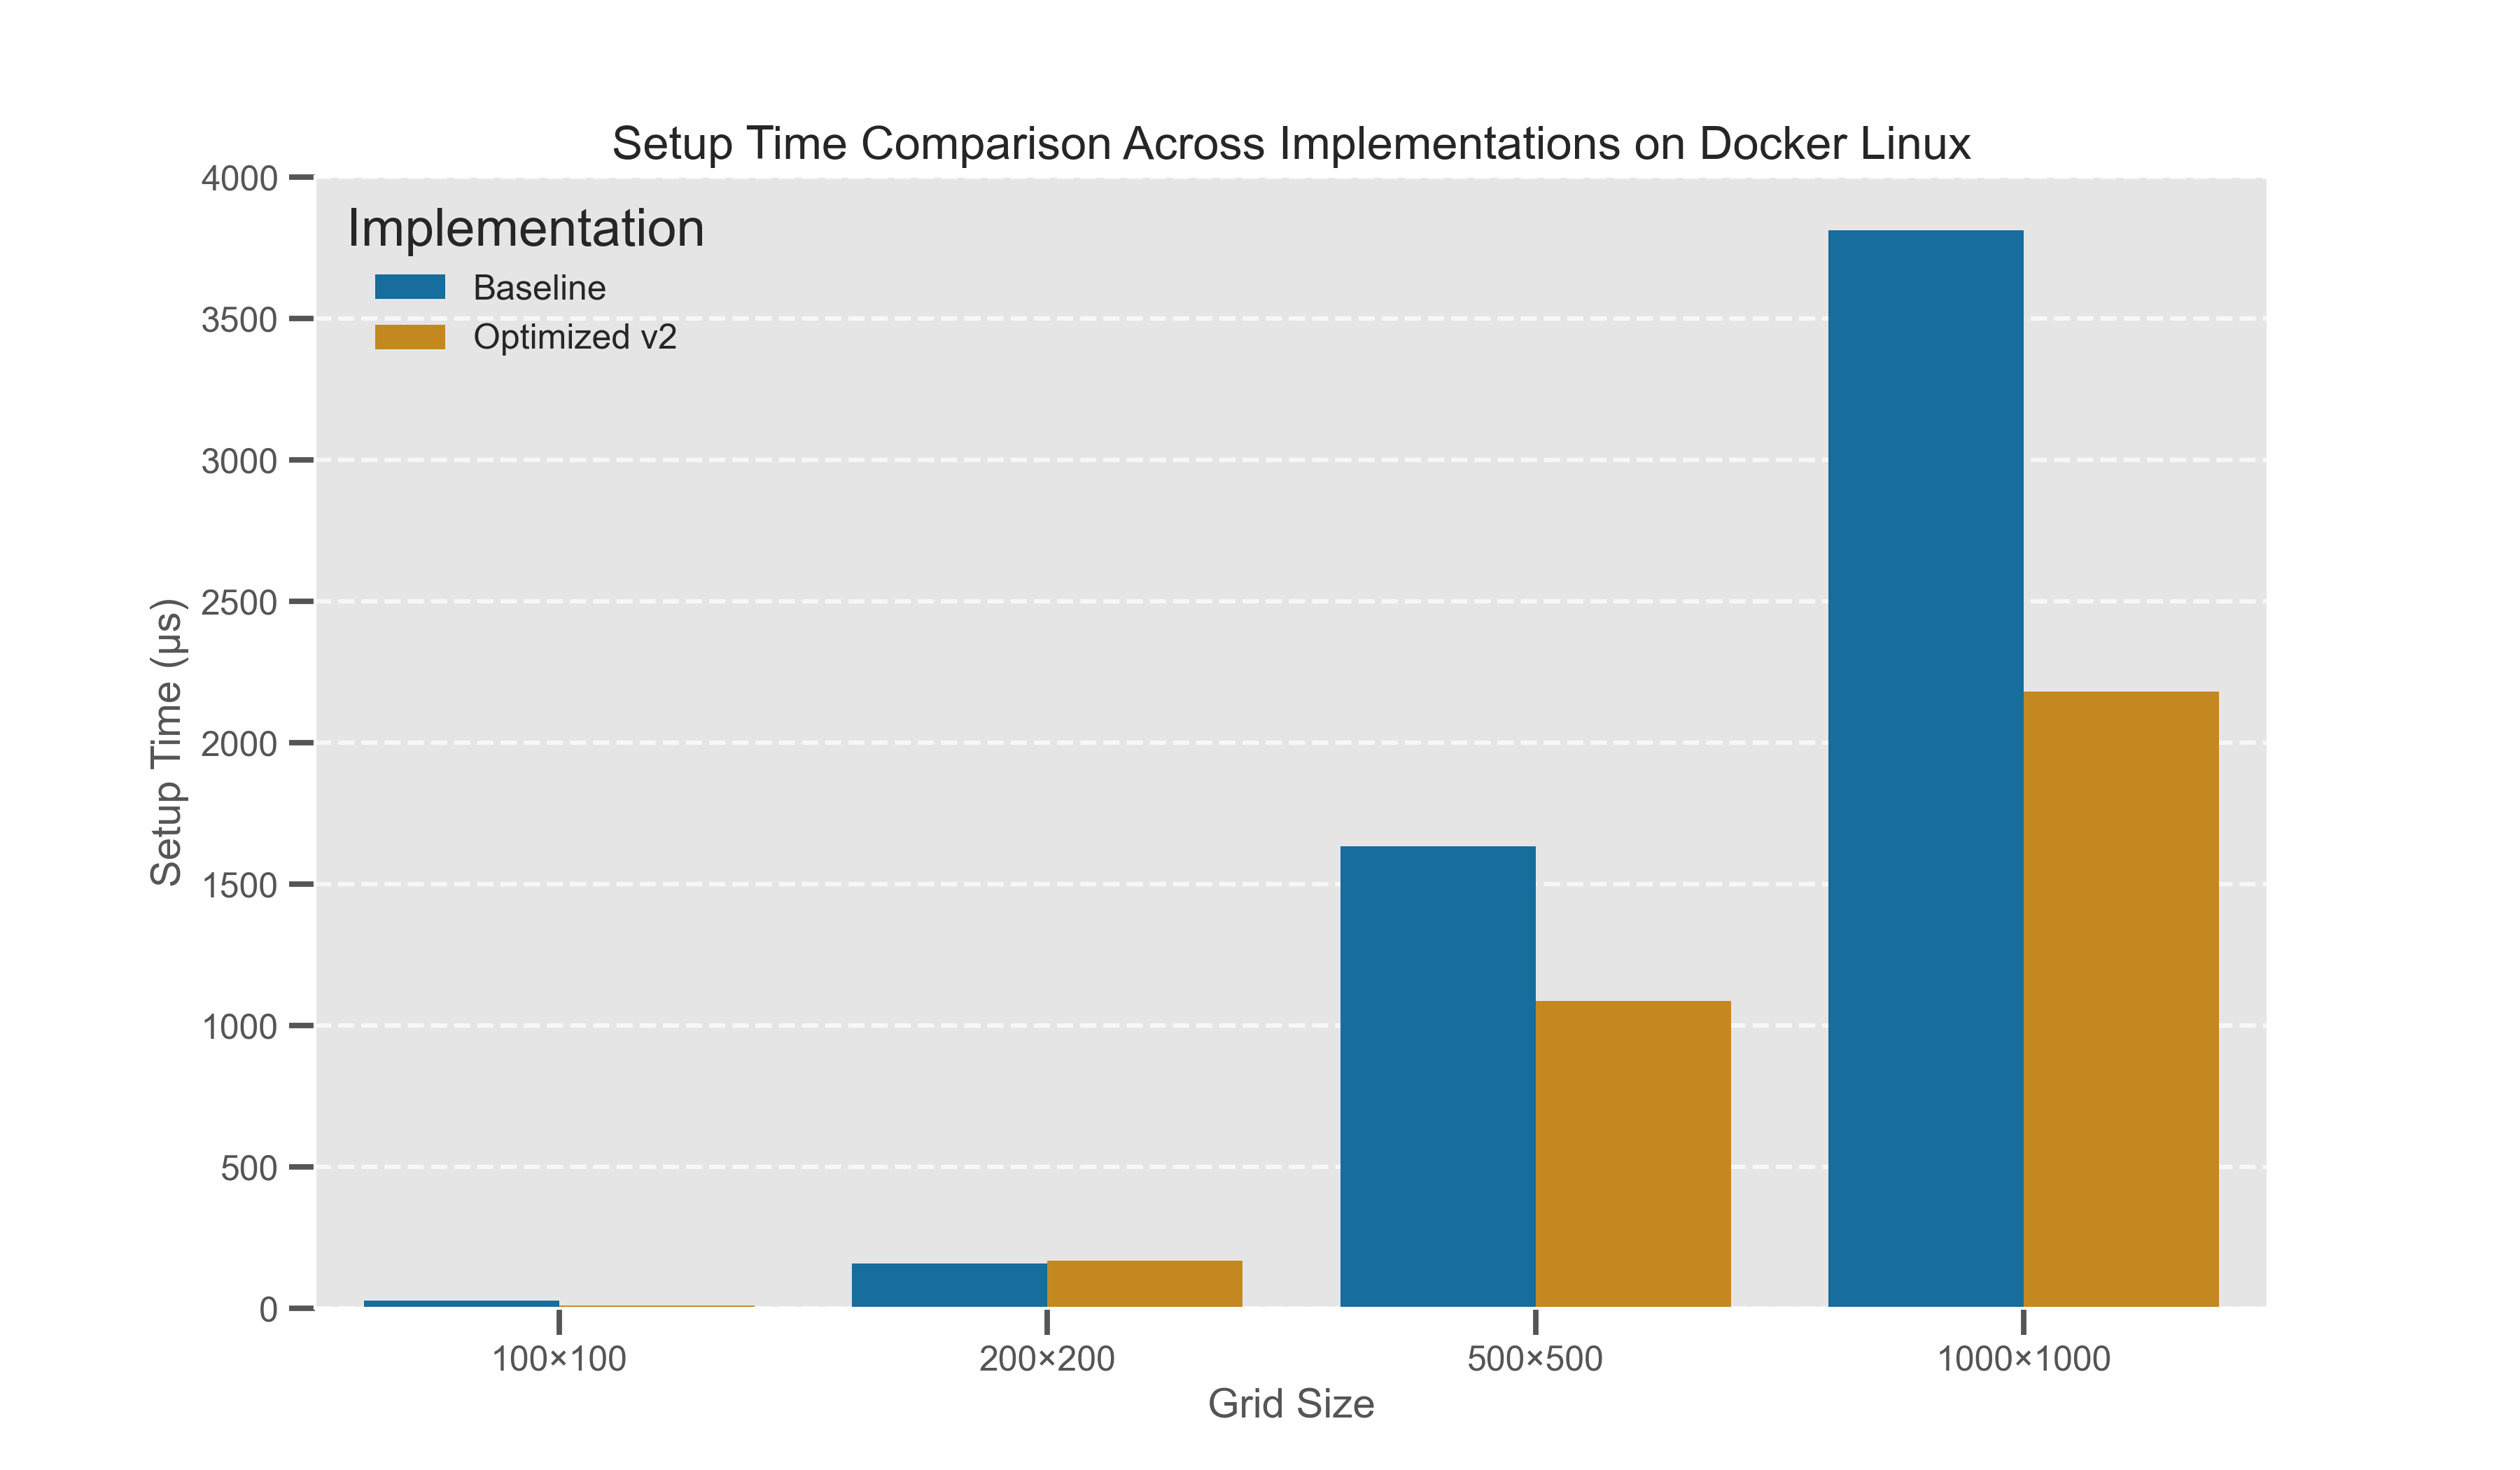 Setup Time Comparison Across Implementations on Docker Linux
Implementation
Baseline
Optimized v2
Setup Time (µs)
4000
3500
3000
2500
2000
1500
1000
500
0
100×100
200×200
500×500
1000×1000
Grid Size